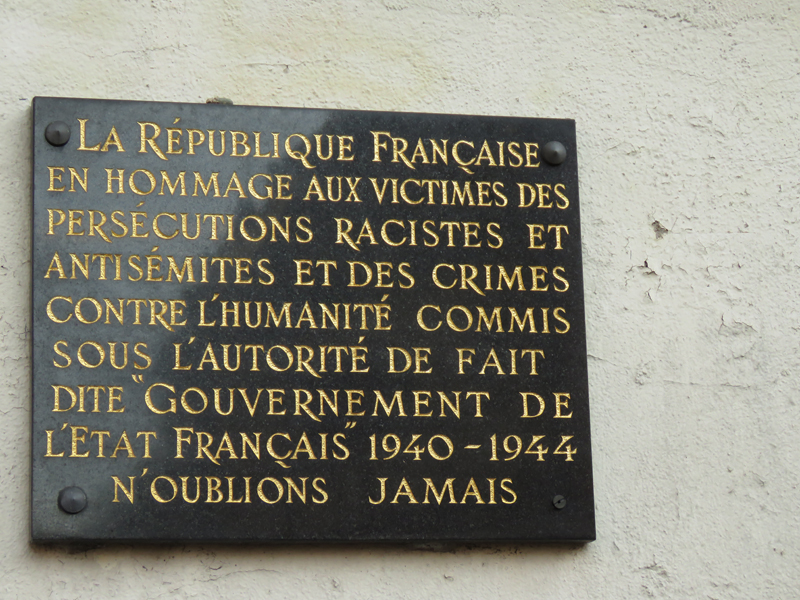 La République Française
en hommage aux victimes des
persécutions racistes et
antisémites et des crimes
contre l'humanité commis
sous l'autorité de fait
dite "Gouvernement de
l'Etat Français" 1940-1944
n'oublions jamais